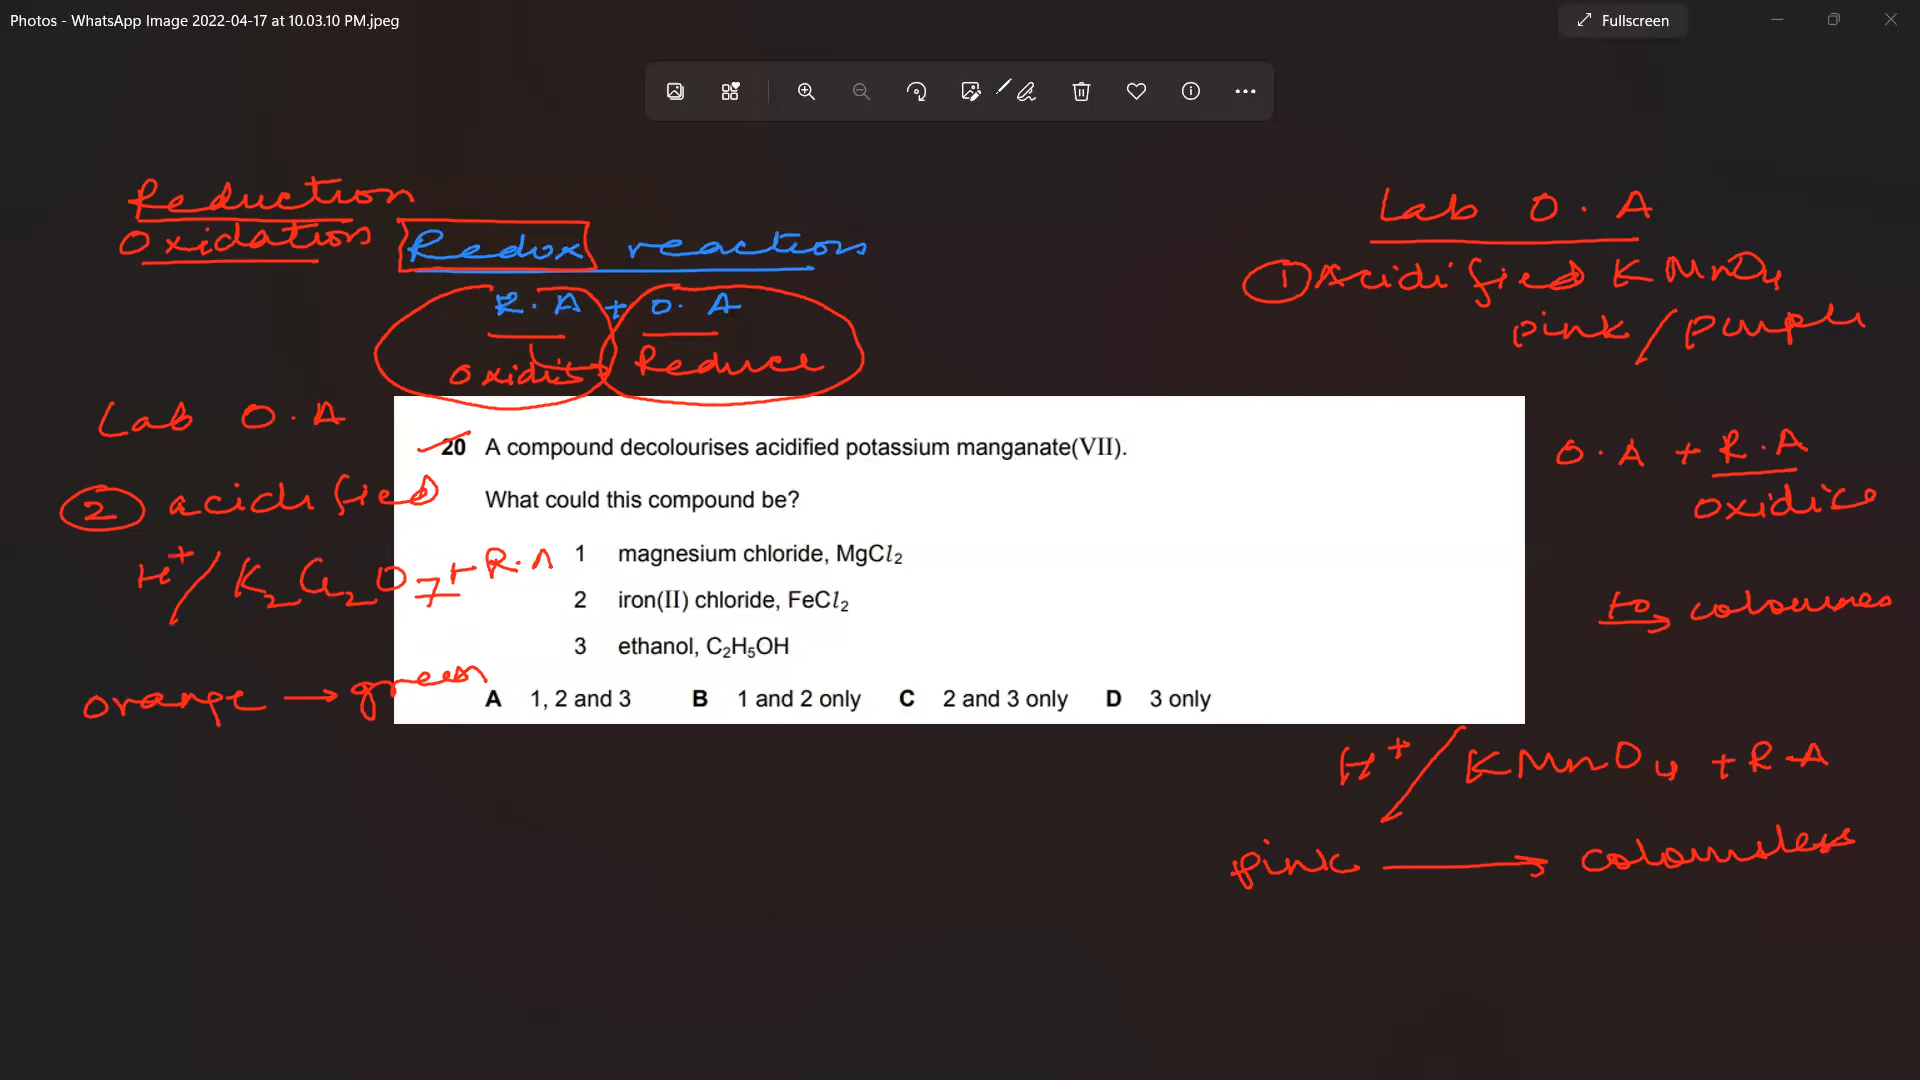 Photos - WhatsApp Image 2022-04-17 at 10.03.10 PM.jpeg
Fullscreen
Reduction
Oxidation
Redox reaction
R.A + O.A
Reduce
Lab O.A
① Acidified KMnO4
pink / purple
O.A + R.A
oxidise
to colourless
Lab O.A
② acidified
H+ / K2Cr2O7 + R.A
orange → green
20 A compound decolourises acidified potassium manganate(VII).
What could this compound be?
1 magnesium chloride, MgCl2
2 iron(II) chloride, FeCl2
3 ethanol, C2H5OH
A 1, 2 and 3 B 1 and 2 only C 2 and 3 only D 3 only
H+ / KMnO4 + R.A
pink → colourless